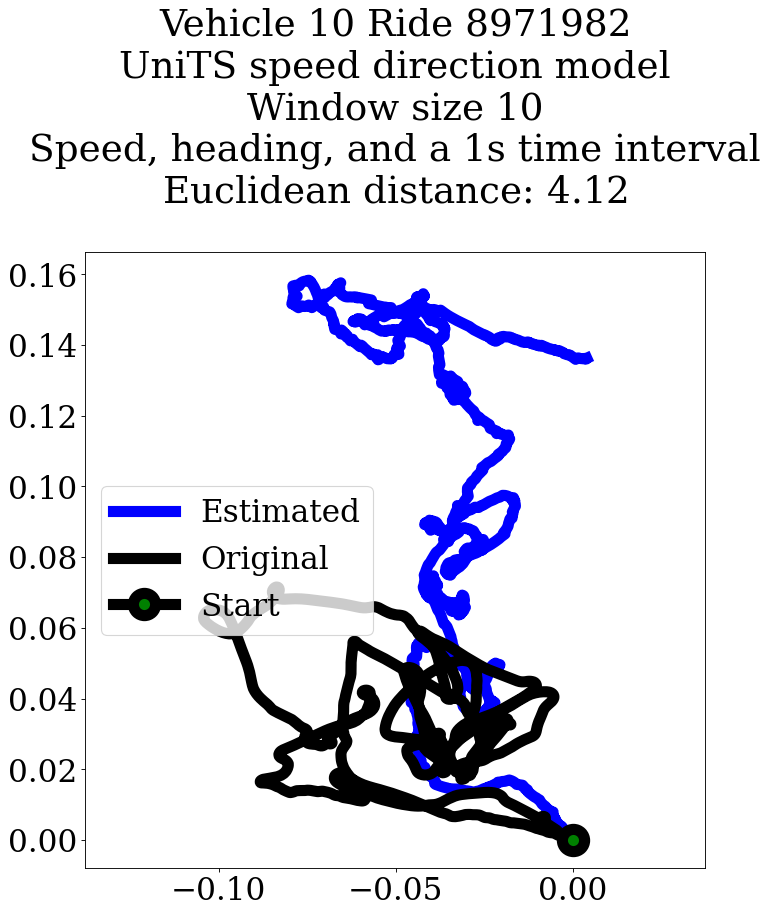 Vehicle 10 Ride 8971982
UniTS speed direction model
Window size 10
Speed, heading, and a 1s time interval
Euclidean distance: 4.12
0.16
0.14
0.12
0.10
0.08
0.06
0.04
0.02
0.00
Estimated
Original
Start
−0.10
−0.05
0.00